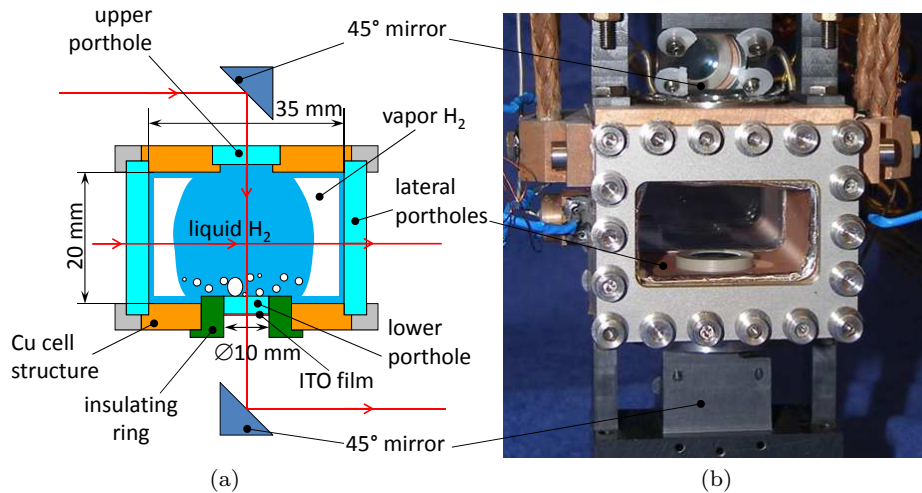 upper
porthole
45° mirror
35 mm
vapor H₂
lateral
portholes
20 mm
liquid H₂
Cu cell
structure
insulating
ring
∅10 mm
ITO film
lower
porthole
45° mirror
(a)
(b)